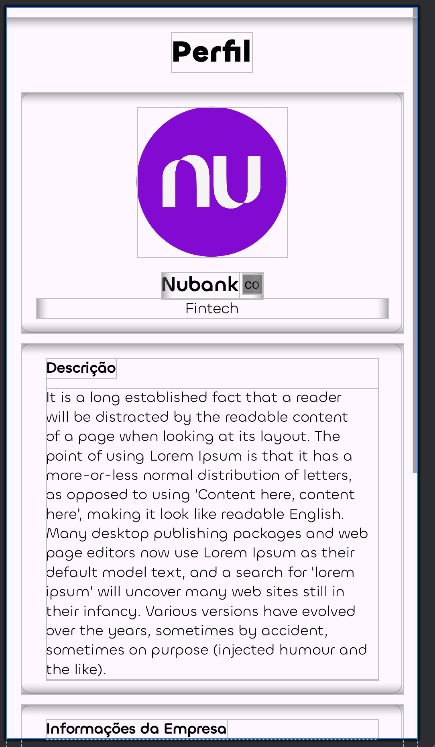 Perfil
nu
Nubank co
Fintech
Descrição
It is a long established fact that a reader
will be distracted by the readable content
of a page when looking at its layout. The
point of using Lorem Ipsum is that it has a
more-or-less normal distribution of letters,
as opposed to using 'Content here, content
here', making it look like readable English.
Many desktop publishing packages and web
page editors now use Lorem Ipsum as their
default model text, and a search for 'lorem
ipsum' will uncover many web sites still in
their infancy. Various versions have evolved
over the years, sometimes by accident,
sometimes on purpose (injected humour and
the like).
Informações da Empresa